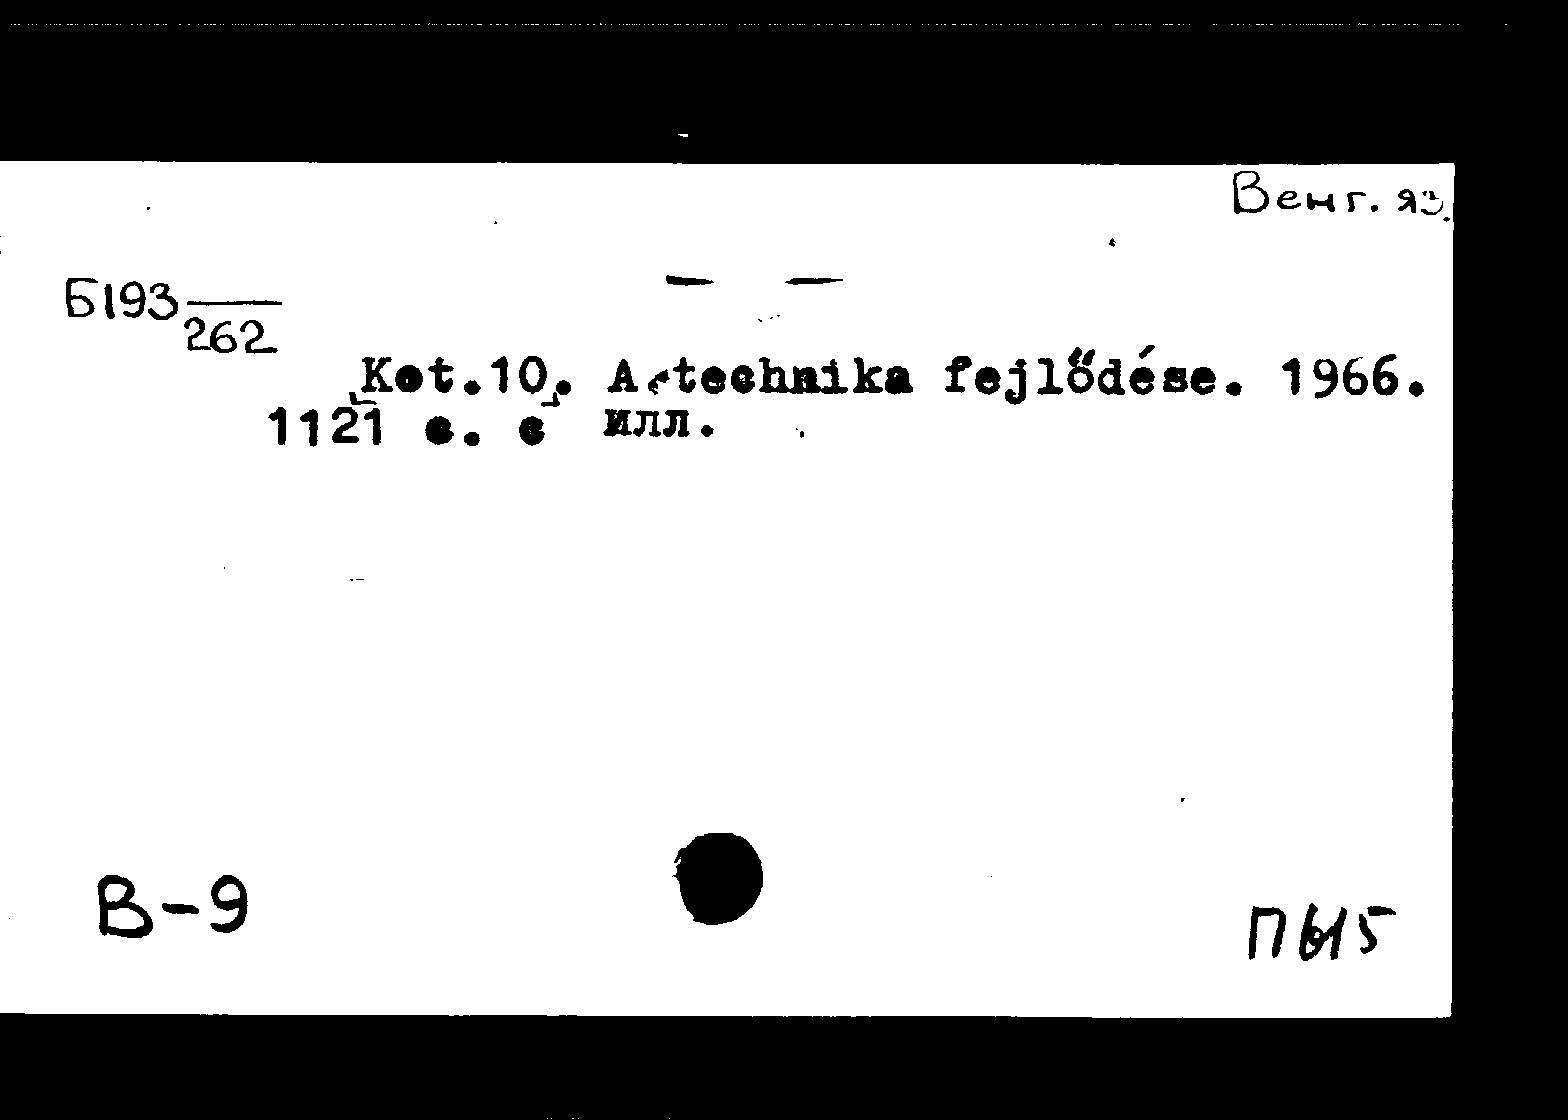 Венг. яз.
— —
Б193 262
Köt.10. A technika fejlődése. 1966.
1121 с. с илл.
В-9
П615